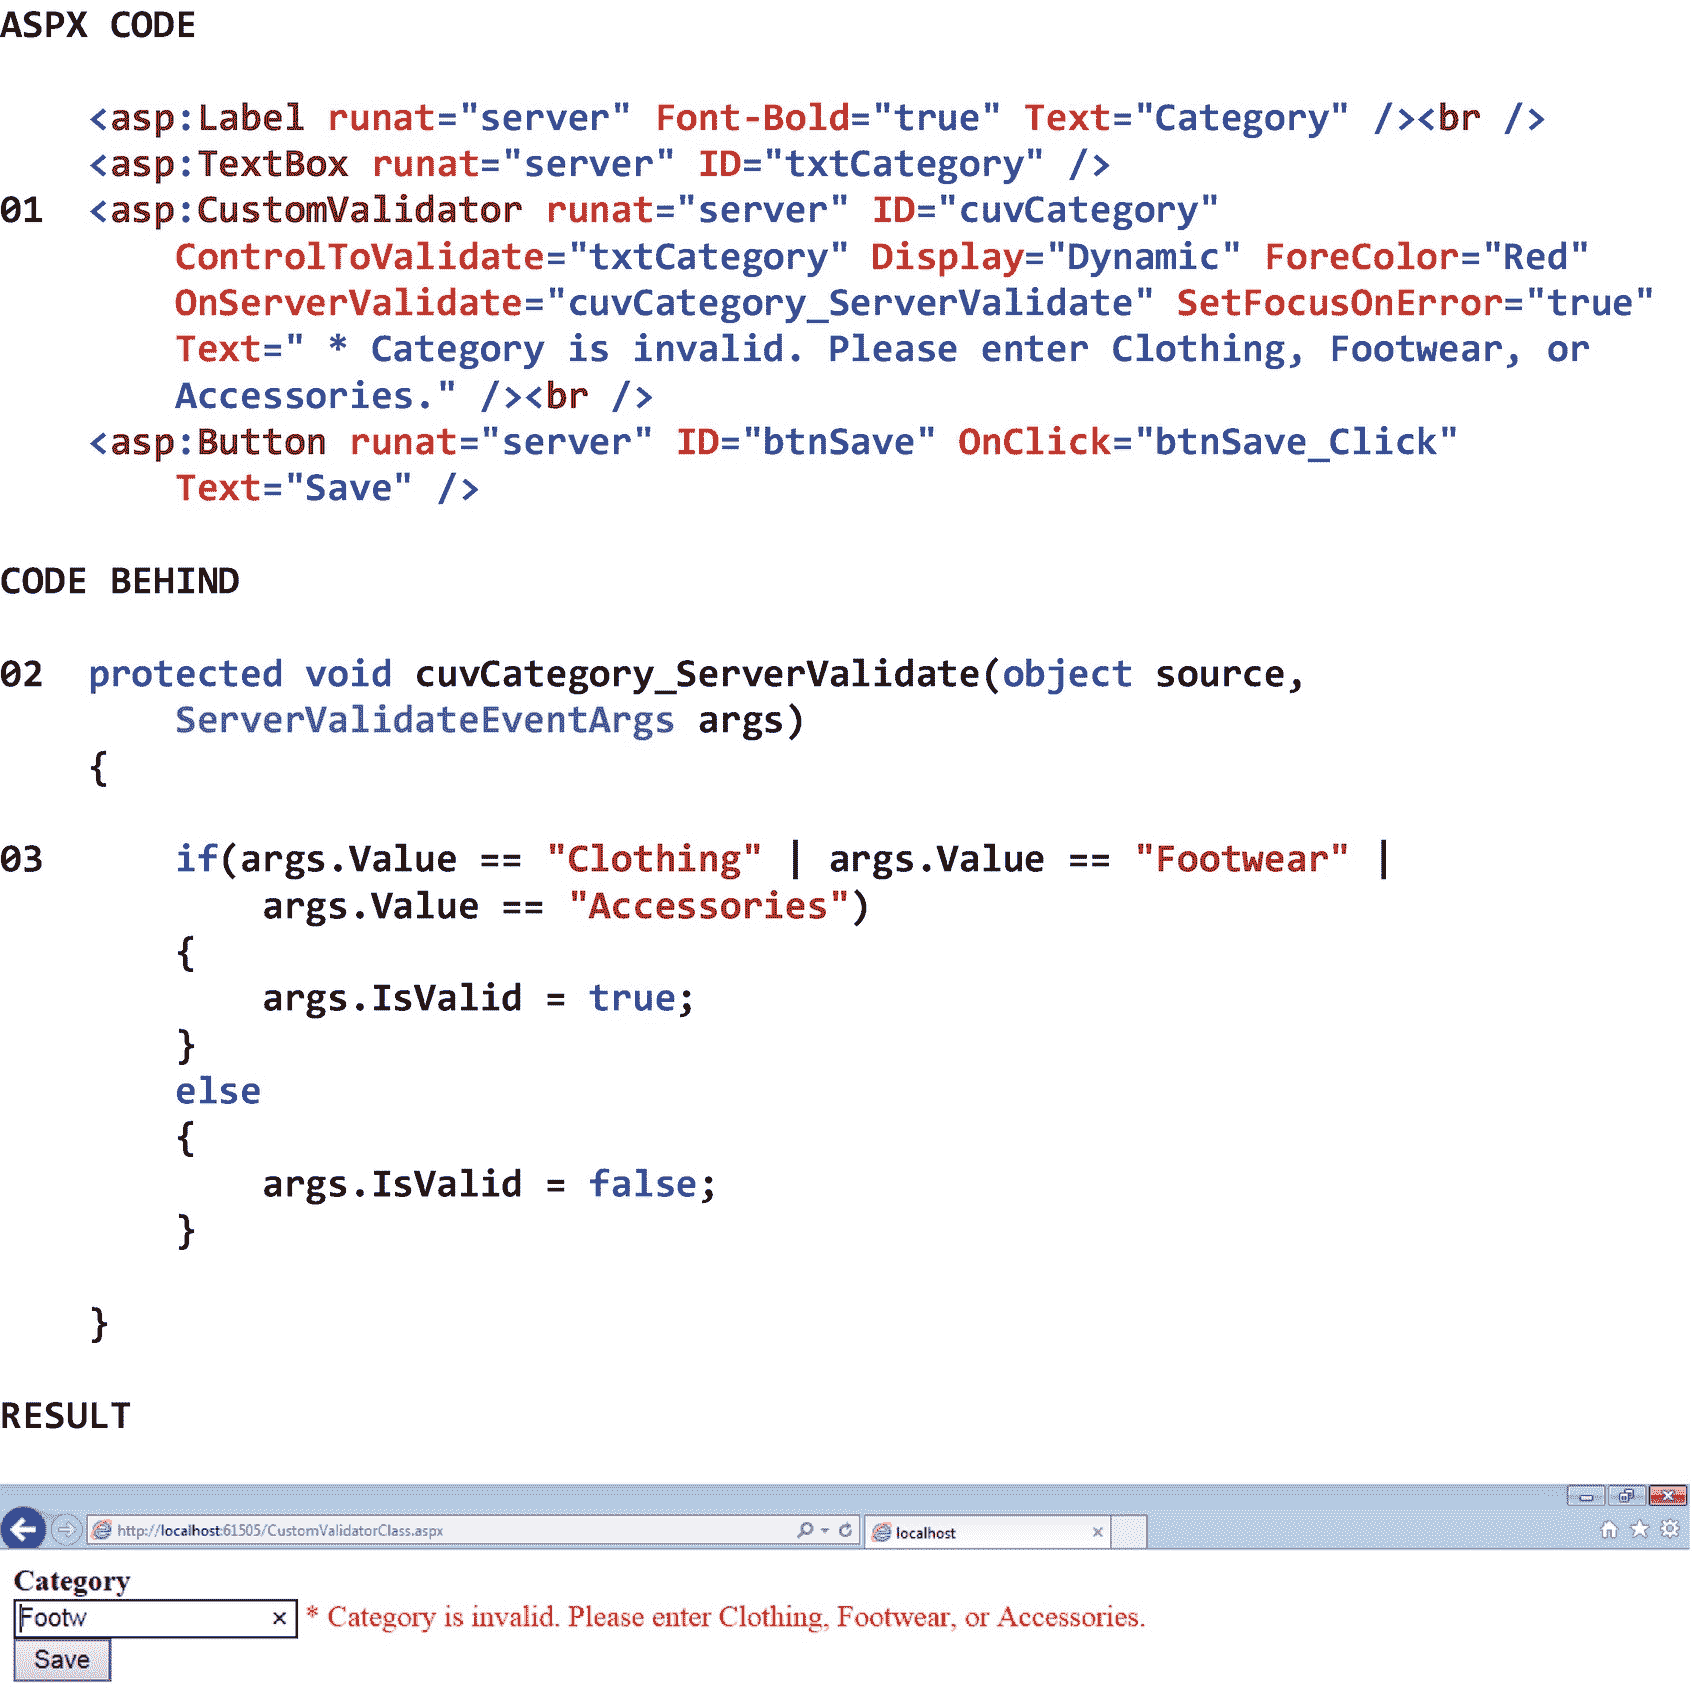 ASPX CODE
<asp:Label runat="server" Font-Bold="true" Text="Category" /><br />
<asp:TextBox runat="server" ID="txtCategory" />
01 <asp:CustomValidator runat="server" ID="cuvCategory"
ControlToValidate="txtCategory" Display="Dynamic" ForeColor="Red"
OnServerValidate="cuvCategory_ServerValidate" SetFocusOnError="true"
Text=" * Category is invalid. Please enter Clothing, Footwear, or
Accessories." /><br />
<asp:Button runat="server" ID="btnSave" OnClick="btnSave_Click"
Text="Save" />
CODE BEHIND
02 protected void cuvCategory_ServerValidate(object source,
ServerValidateEventArgs args)
{
03 if(args.Value == "Clothing" | args.Value == "Footwear" |
args.Value == "Accessories")
{
args.IsValid = true;
}
else
{
args.IsValid = false;
}
}
RESULT
http://localhost:61505/CustomValidatorClass.aspx localhost
Category
Footw * Category is invalid. Please enter Clothing, Footwear, or Accessories.
Save